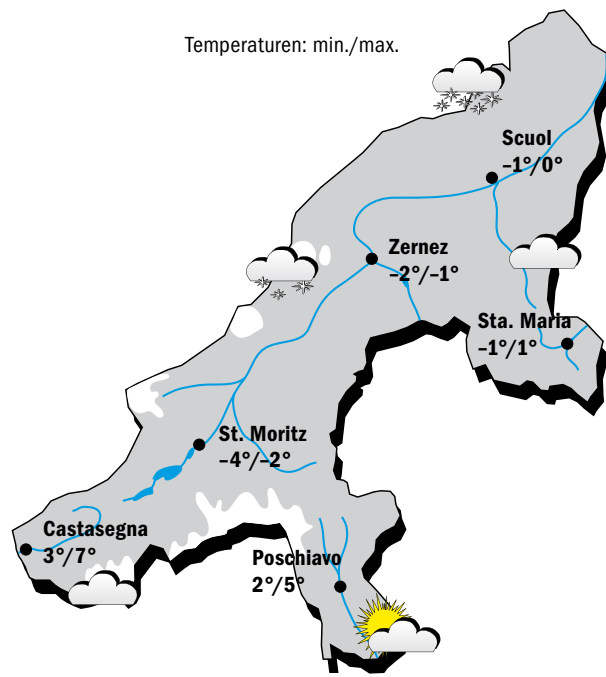 Temperaturen: min./max.
Scuol
–1°/0°
Zernez
–2°/–1°
Sta. Maria
–1°/1°
St. Moritz
–4°/–2°
Castasegna
3°/7°
Poschiavo
2°/5°